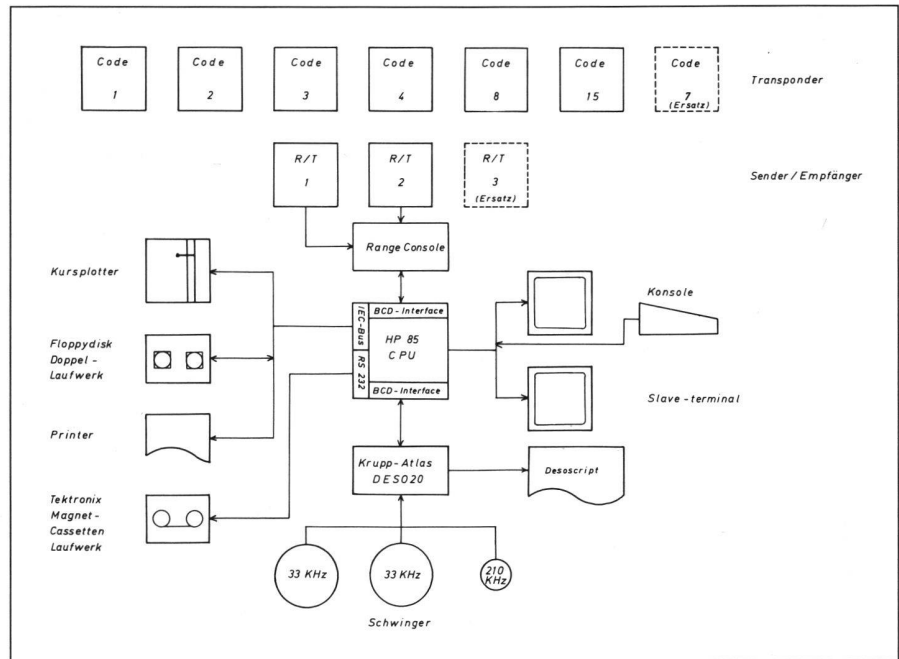 Code
1
Code
2
Code
3
Code
4
Code
8
Code
15
Code
7
(Ersatz)
Transponder
R/T
1
R/T
2
R/T
3
(Ersatz)
Sender / Empfänger
Range Console
Kursplotter
Floppydisk
Doppel-
Laufwerk
Printer
Tektronix
Magnet-
Cassetten
Laufwerk
IEC-Bus
RS 232
BCD-Interface
HP 85
CPU
BCD-Interface
Konsole
Slave-terminal
Krupp-Atlas
DESO20
Desoscript
33 KHz
33 KHz
210
KHz
Schwinger